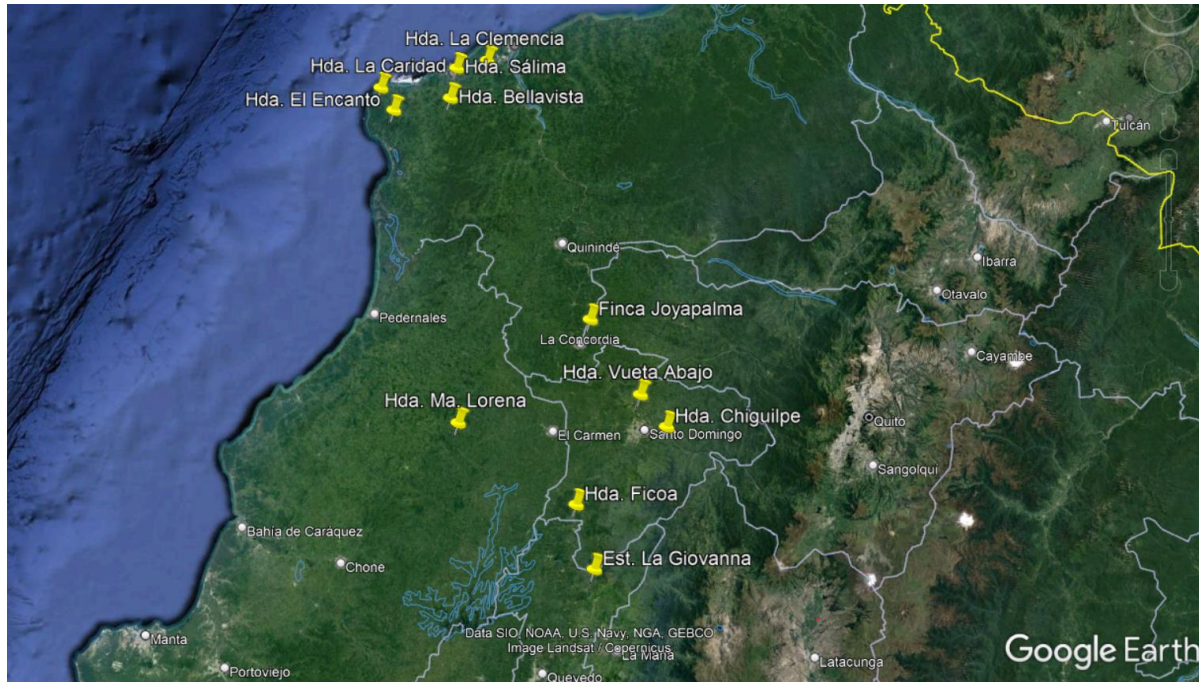 Hda. La Clemencia
Hda. La Caridad
Hda. Sálima
Hda. El Encanto
Hda. Bellavista
Tulcán
Quinindé
Ibarra
Otavalo
Finca Joyapalma
Pedernales
La Concordia
Cayambe
Hda. Vueta Abajo
Hda. Ma. Lorena
Hda. Chiguilpe
Quito
El Carmen
Santo Domingo
Sangolqui
Hda. Ficoa
Bahía de Caráquez
Est. La Giovanna
Chone
Manta
Data SIO, NOAA, U.S. Navy, NGA, GEBCO
Image Landsat / Copernicus
La Maná
Latacunga
Google Earth
Portoviejo
Quevedo